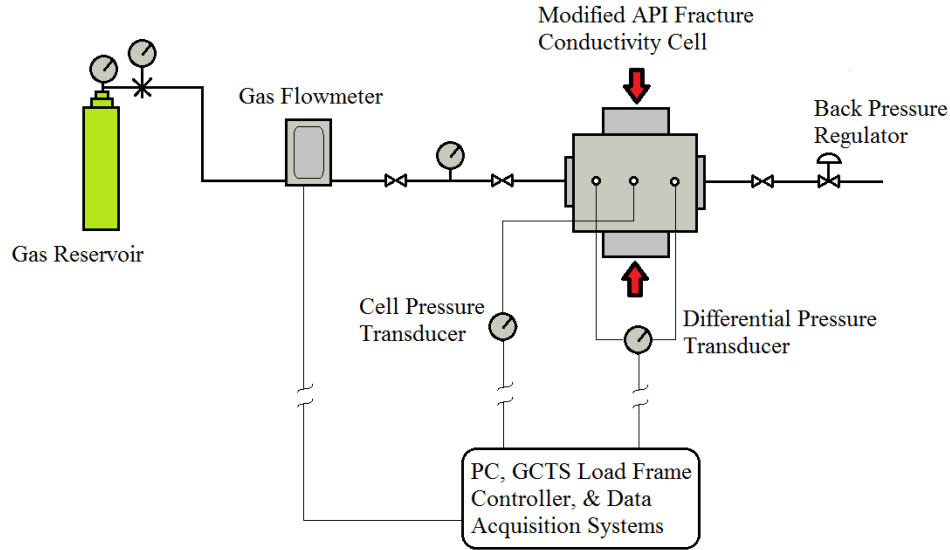 Modified API Fracture
Conductivity Cell
Gas Flowmeter
Back Pressure
Regulator
Gas Reservoir
Cell Pressure
Transducer
Differential Pressure
Transducer
PC, GCTS Load Frame
Controller, & Data
Acquisition Systems